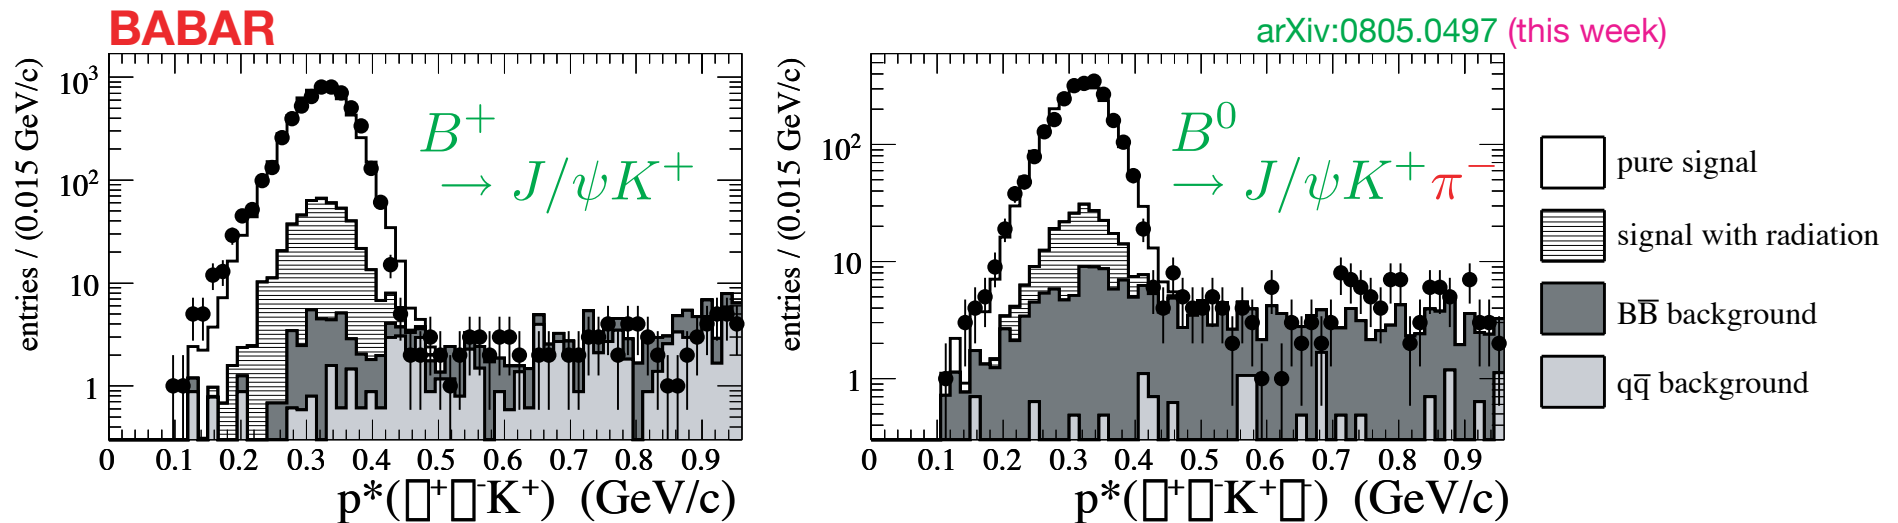 BABAR
arXiv:0805.0497 (this week)
entries / (0.015 GeV/c)
10³
10²
10
1
B⁺
→ J/ψK⁺
0 0.1 0.2 0.3 0.4 0.5 0.6 0.7 0.8 0.9
p*(□⁺□⁻K⁺) (GeV/c)
entries / (0.015 GeV/c)
10²
10
1
B⁰
→ J/ψK⁺π⁻
0 0.1 0.2 0.3 0.4 0.5 0.6 0.7 0.8 0.9
p*(□⁺□⁻K⁺□⁻) (GeV/c)
pure signal
signal with radiation
BB̅ background
qq̅ background